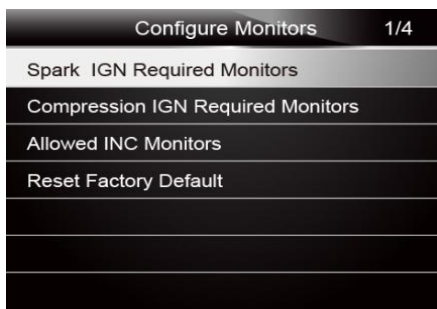 Configure Monitors 1/4
Spark IGN Required Monitors
Compression IGN Required Monitors
Allowed INC Monitors
Reset Factory Default